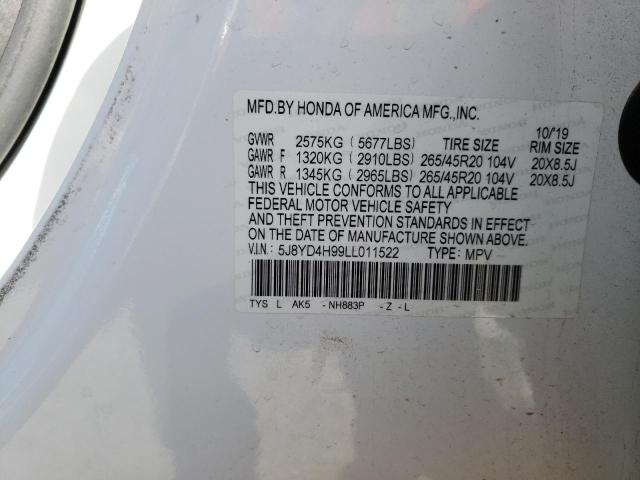 MFD.BY HONDA OF AMERICA MFG.,INC.
10/19
GVWR 2575KG ( 5677LBS) TIRE SIZE RIM SIZE
GAWR F 1320KG ( 2910LBS) 265/45R20 104V 20X8.5J
GAWR R 1345KG ( 2965LBS) 265/45R20 104V 20X8.5J
THIS VEHICLE CONFORMS TO ALL APPLICABLE
FEDERAL MOTOR VEHICLE SAFETY
AND THEFT PREVENTION STANDARDS IN EFFECT
ON THE DATE OF MANUFACTURE SHOWN ABOVE.
V.I.N.: 5J8YD4H99LL011522 TYPE: MPV
TYS L AK5 -NH883P -Z -L